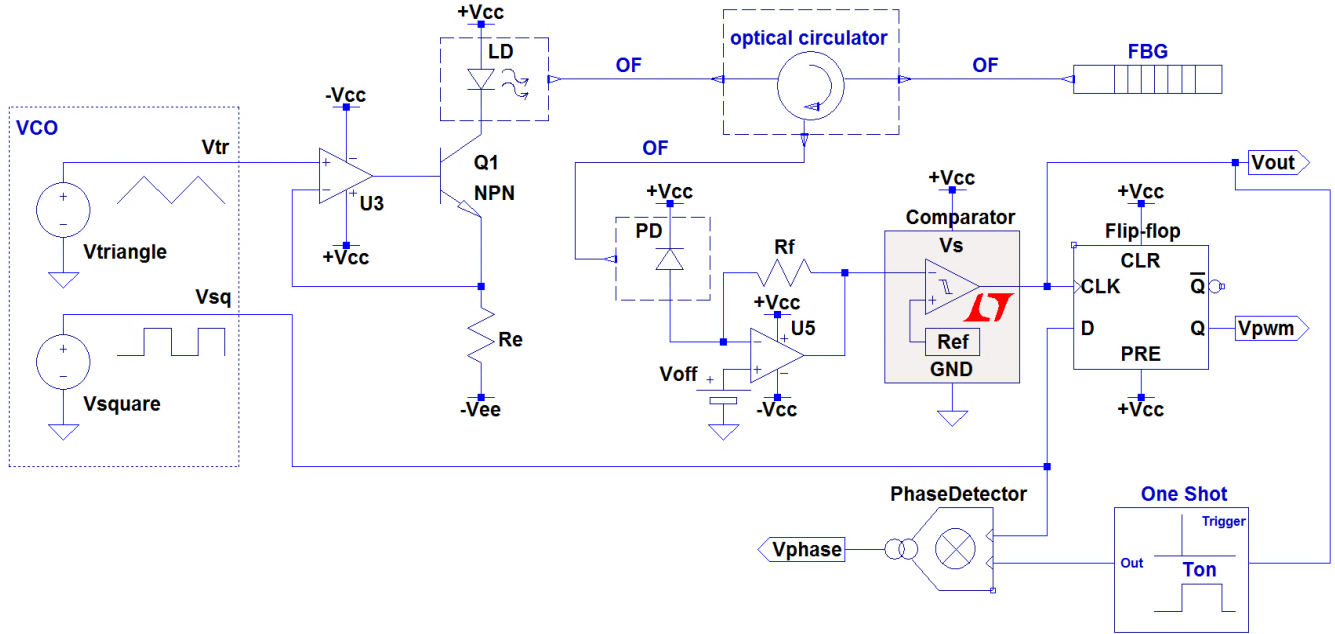 +Vcc
LD
optical circulator
OF
OF
FBG
-Vcc
VCO
Vtr
+
-
U3
+
+Vcc
Q1
NPN
OF
+Vcc
PD
Rf
+Vcc
Comparator
Vs
Vout
+Vcc
Flip-flop
CLR
CLK
Q
D
Q
Vpwm
PRE
+Vcc
Vtriangle
Vsq
Re
-Vee
U5
Voff
+
-Vcc
Ref
GND
Vsquare
PhaseDetector
Vphase
One Shot
Trigger
Out
Ton